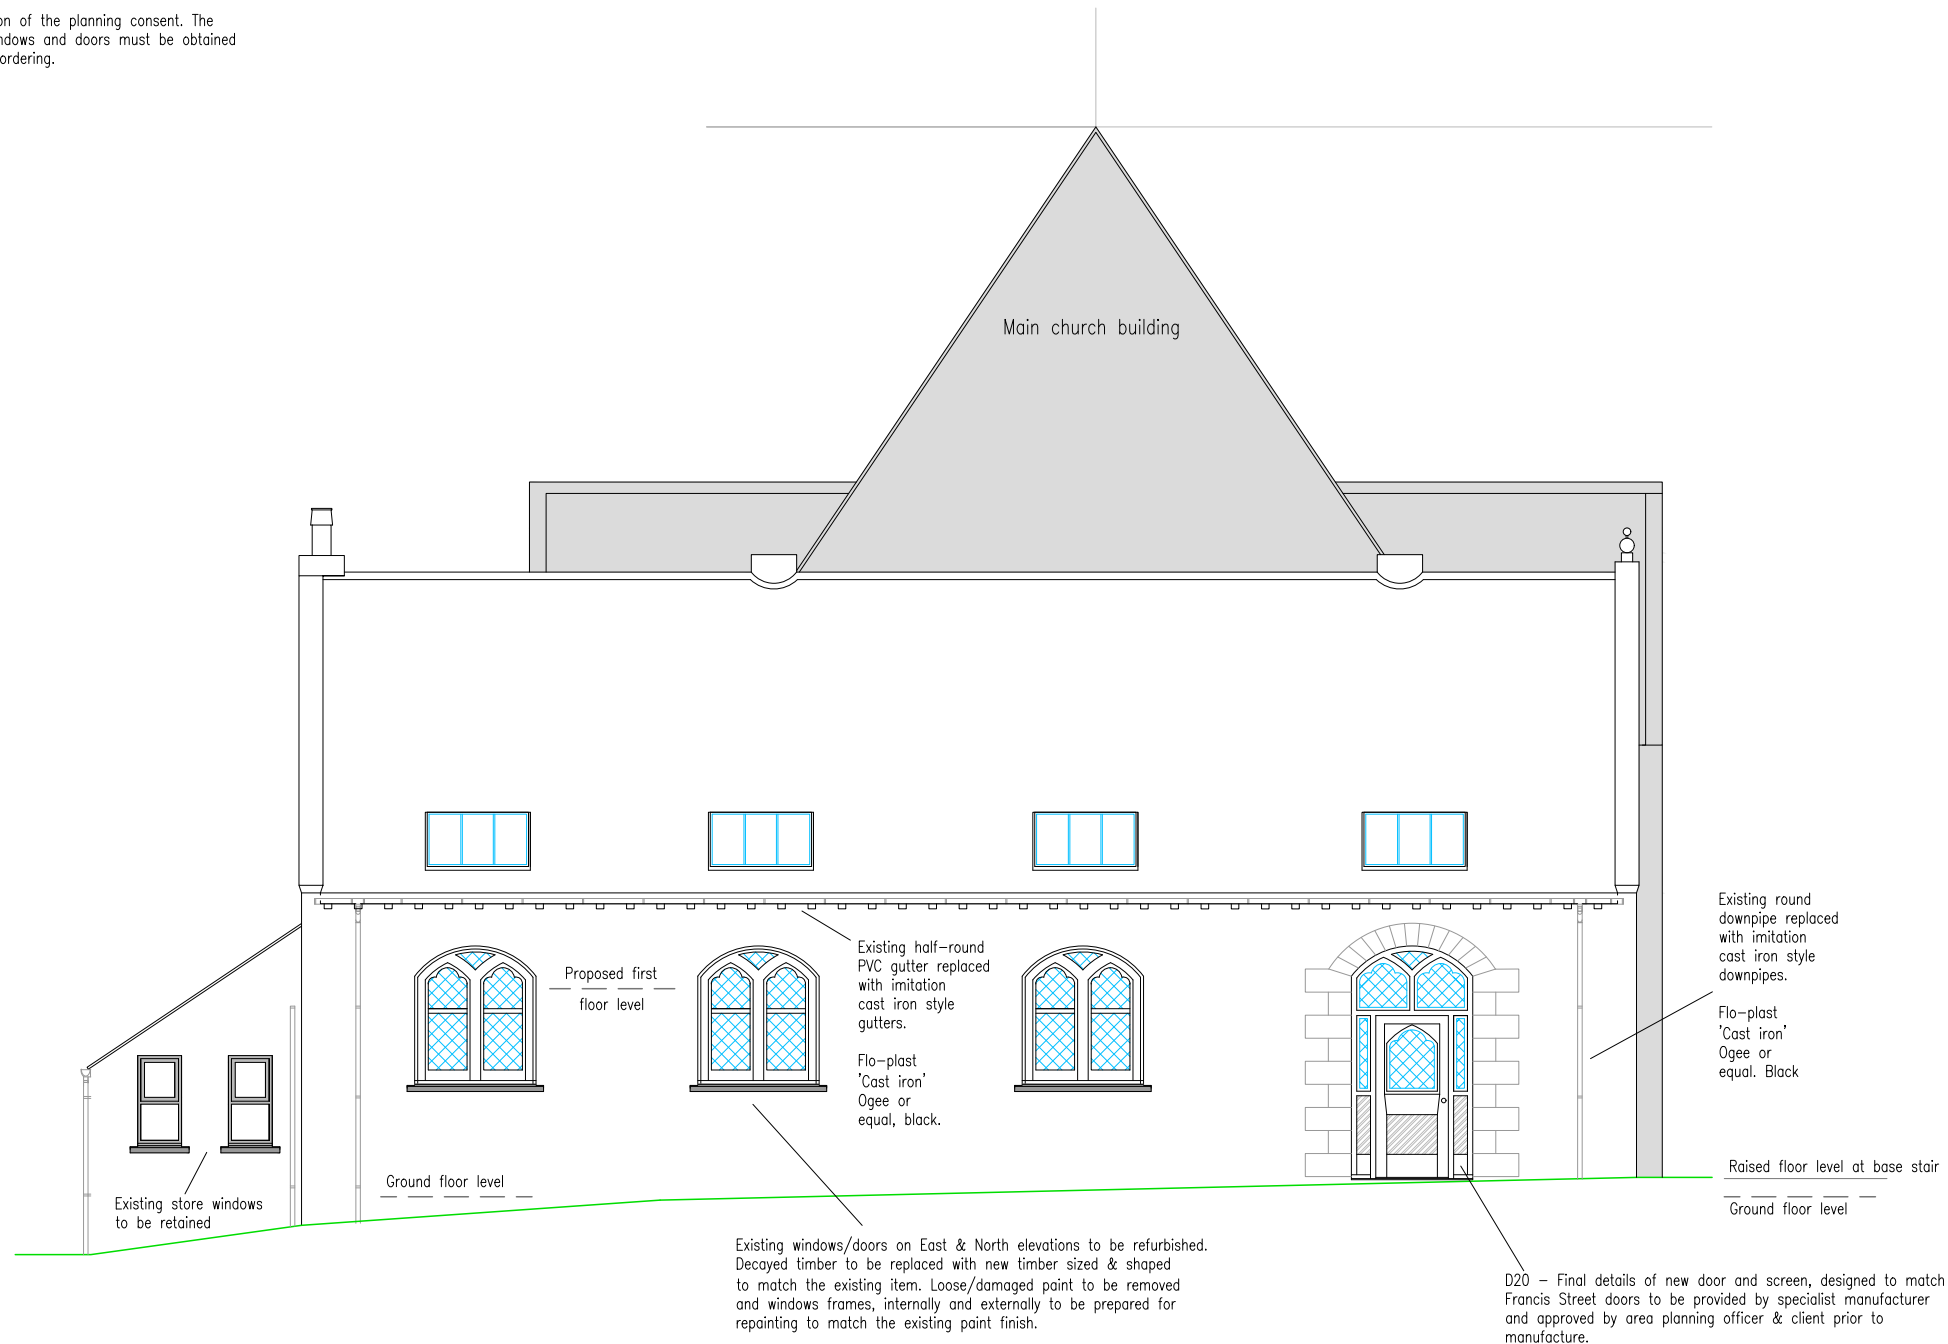 on of the planning consent. The
ndows and doors must be obtained
ordering.
Main church building
Existing round
downpipe replaced
with imitation
cast iron style
downpipes.
Flo-plast
'Cast iron'
Ogee or
equal. Black
Existing half-round
PVC gutter replaced
with imitation
cast iron style
gutters.
Flo-plast
'Cast iron'
Ogee or
equal, black.
Proposed first
floor level
Ground floor level
Raised floor level at base stair
Ground floor level
Existing store windows
to be retained
Existing windows/doors on East & North elevations to be refurbished.
Decayed timber to be replaced with new timber sized & shaped
to match the existing item. Loose/damaged paint to be removed
and windows frames, internally and externally to be prepared for
repainting to match the existing paint finish.
D20 - Final details of new door and screen, designed to match
Francis Street doors to be provided by specialist manufacturer
and approved by area planning officer & client prior to
manufacture.